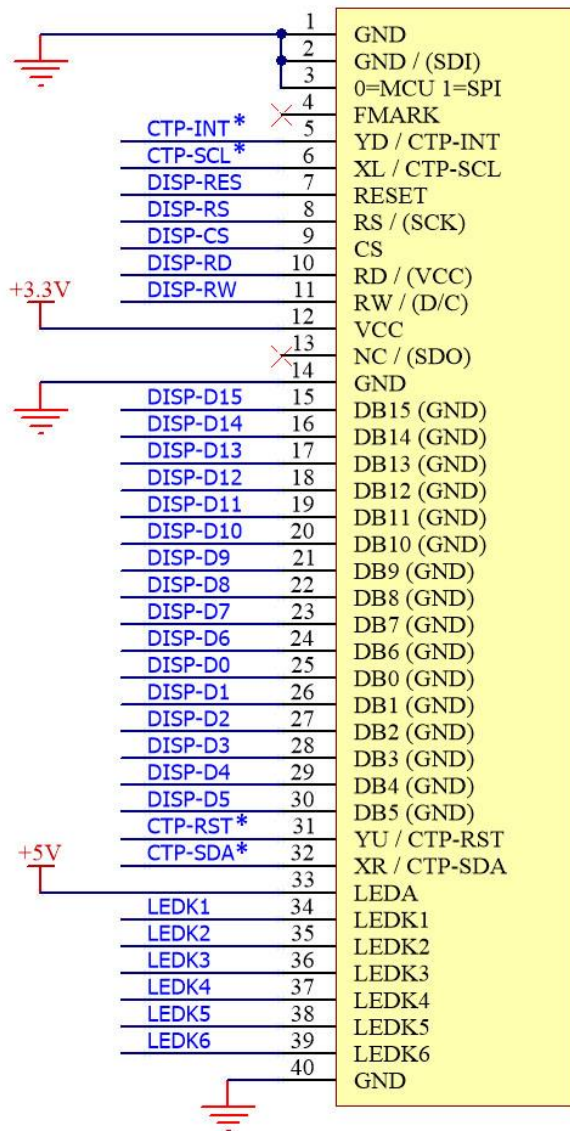 1 GND
2 GND / (SDI)
3 0=MCU 1=SPI
4 FMARK
CTP-INT* 5 YD / CTP-INT
CTP-SCL* 6 XL / CTP-SCL
DISP-RES 7 RESET
DISP-RS 8 RS / (SCK)
DISP-CS 9 CS
DISP-RD 10 RD / (VCC)
+3.3V DISP-RW 11 RW / (D/C)
12 VCC
13 NC / (SDO)
14 GND
DISP-D15 15 DB15 (GND)
DISP-D14 16 DB14 (GND)
DISP-D13 17 DB13 (GND)
DISP-D12 18 DB12 (GND)
DISP-D11 19 DB11 (GND)
DISP-D10 20 DB10 (GND)
DISP-D9 21 DB9 (GND)
DISP-D8 22 DB8 (GND)
DISP-D7 23 DB7 (GND)
DISP-D6 24 DB6 (GND)
DISP-D0 25 DB0 (GND)
DISP-D1 26 DB1 (GND)
DISP-D2 27 DB2 (GND)
DISP-D3 28 DB3 (GND)
DISP-D4 29 DB4 (GND)
DISP-D5 30 DB5 (GND)
CTP-RST* 31 YU / CTP-RST
+5V CTP-SDA* 32 XR / CTP-SDA
33 LEDA
LEDK1 34 LEDK1
LEDK2 35 LEDK2
LEDK3 36 LEDK3
LEDK4 37 LEDK4
LEDK5 38 LEDK5
LEDK6 39 LEDK6
40 GND